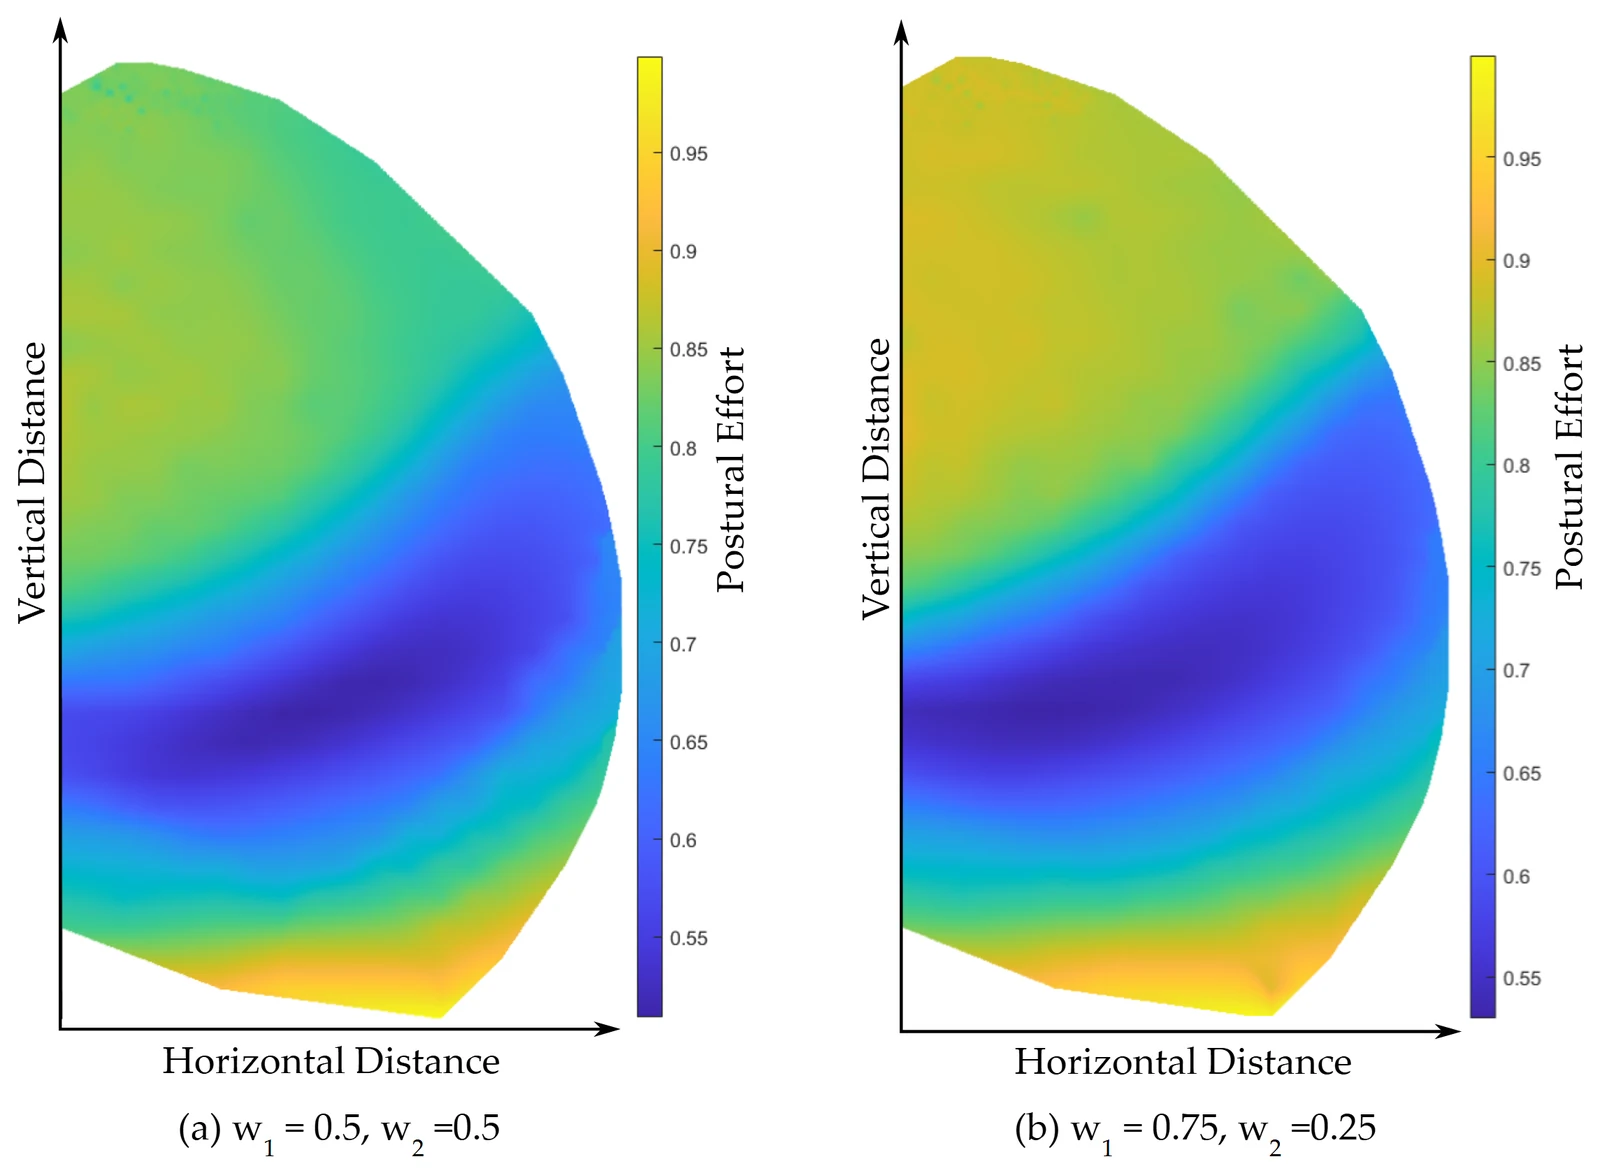 Vertical Distance
0.95
0.9
0.85
0.8
0.75
0.7
0.65
0.6
0.55
Postural Effort
Horizontal Distance
(a) w1 = 0.5, w2 =0.5
Vertical Distance
0.95
0.9
0.85
0.8
0.75
0.7
0.65
0.6
0.55
Postural Effort
Horizontal Distance
(b) w1 = 0.75, w2 =0.25